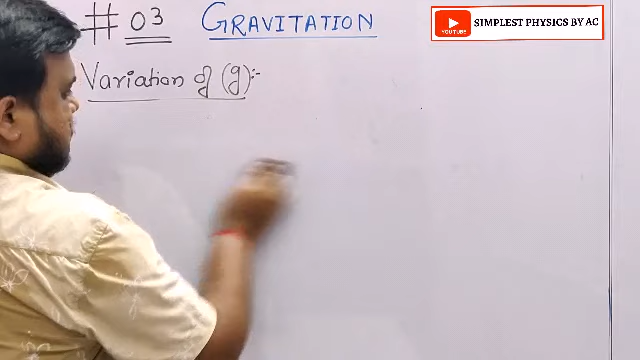 # 03 GRAVITATION
YOUTUBE SIMPLEST PHYSICS BY AC
Variation of (g):-